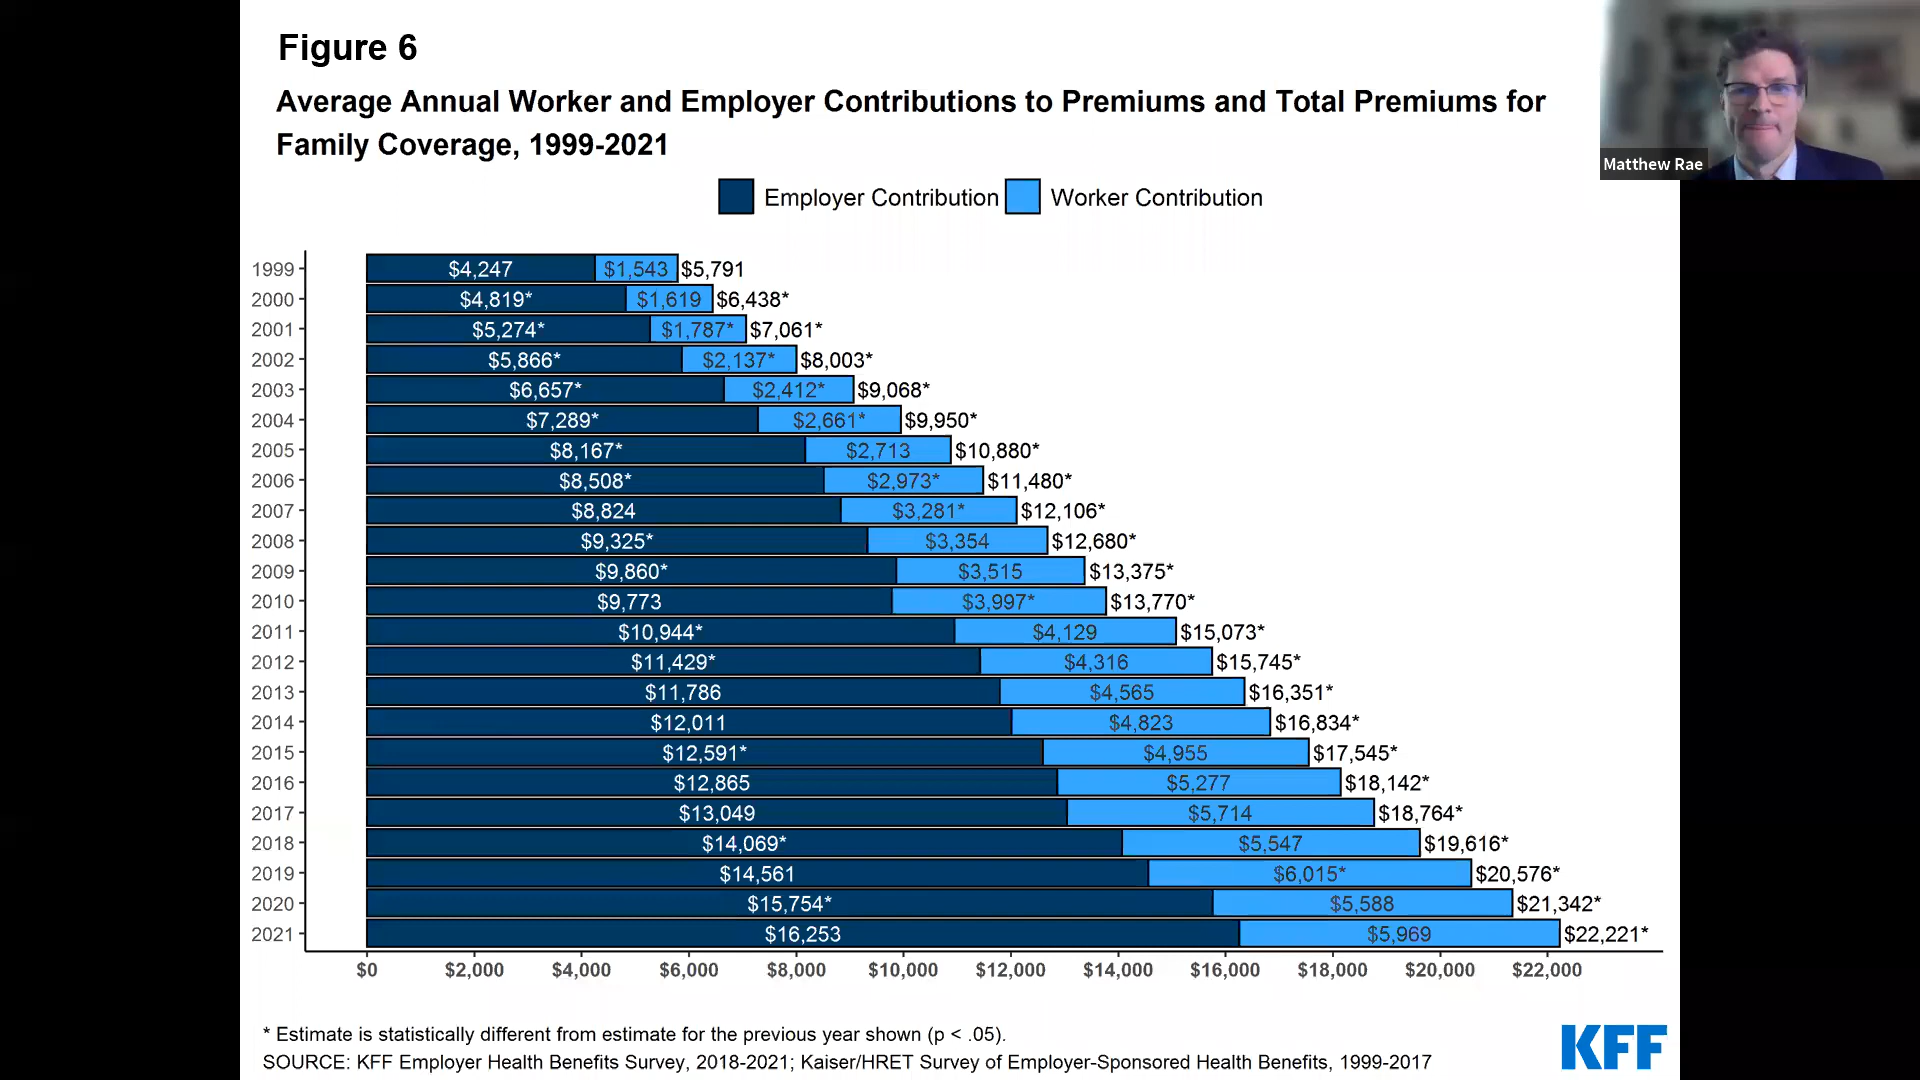 Figure 6
Average Annual Worker and Employer Contributions to Premiums and Total Premiums for
Family Coverage, 1999-2021
Matthew Rae
Employer Contribution Worker Contribution
1999 $4,247 $1,543 $5,791
2000 $4,819* $1,619 $6,438*
2001 $5,274* $1,787* $7,061*
2002 $5,866* $2,137* $8,003*
2003 $6,657* $2,412* $9,068*
2004 $7,289* $2,661* $9,950*
2005 $8,167* $2,713 $10,880*
2006 $8,508* $2,973* $11,480*
2007 $8,824 $3,281* $12,106*
2008 $9,325* $3,354 $12,680*
2009 $9,860* $3,515 $13,375*
2010 $9,773 $3,997* $13,770*
2011 $10,944* $4,129 $15,073*
2012 $11,429* $4,316 $15,745*
2013 $11,786 $4,565 $16,351*
2014 $12,011 $4,823 $16,834*
2015 $12,591* $4,955 $17,545*
2016 $12,865 $5,277 $18,142*
2017 $13,049 $5,714 $18,764*
2018 $14,069* $5,547 $19,616*
2019 $14,561 $6,015* $20,576*
2020 $15,754* $5,588 $21,342*
2021 $16,253 $5,969 $22,221*
$0 $2,000 $4,000 $6,000 $8,000 $10,000 $12,000 $14,000 $16,000 $18,000 $20,000 $22,000
* Estimate is statistically different from estimate for the previous year shown (p < .05).
SOURCE: KFF Employer Health Benefits Survey, 2018-2021; Kaiser/HRET Survey of Employer-Sponsored Health Benefits, 1999-2017
KFF